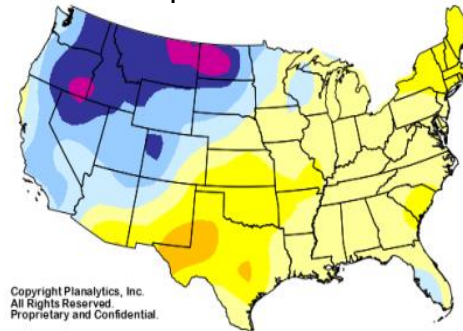 Copyright Planalytics, Inc.
All Rights Reserved.
Proprietary and Confidential.